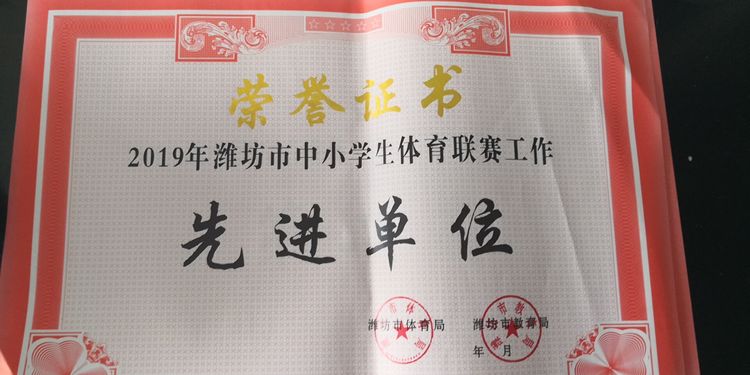 荣誉证书
2019年潍坊市中小学生体育联赛工作
先进单位
潍坊市体育局 潍坊市教育局
年 月